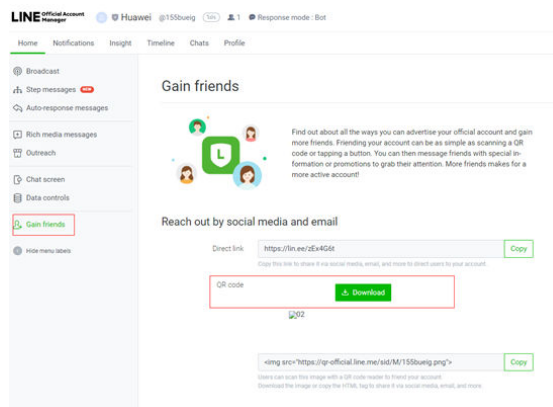 LINE Official Account Manager
Huawei @155bueig 1 Response mode : Bot
Home Notifications Insight Timeline Chats Profile
Broadcast
Step messages NEW
Auto-response messages
Rich media messages
Outreach
Chat screen
Data controls
Gain friends
Hide menu labels
Gain friends
L
Find out about all the ways you can advertise your official account and gain
more friends. Friending your account can be as simple as scanning a QR
code or tapping a button. You can then message friends with special in-
formation or promotions to grab their attention. More friends makes for a
more active account!
Reach out by social media and email
Direct link https://lin.ee/zEx4G6t Copy
Copy this link to share it via social media, email, and more to direct users to your account.
QR code Download
02
<img src="https://qr-official.line.me/sid/M/155bueig.png"> Copy
Users can scan this image with a QR code reader to friend your account.
Download the image or copy the HTML tag to share it via social media, email, and more.